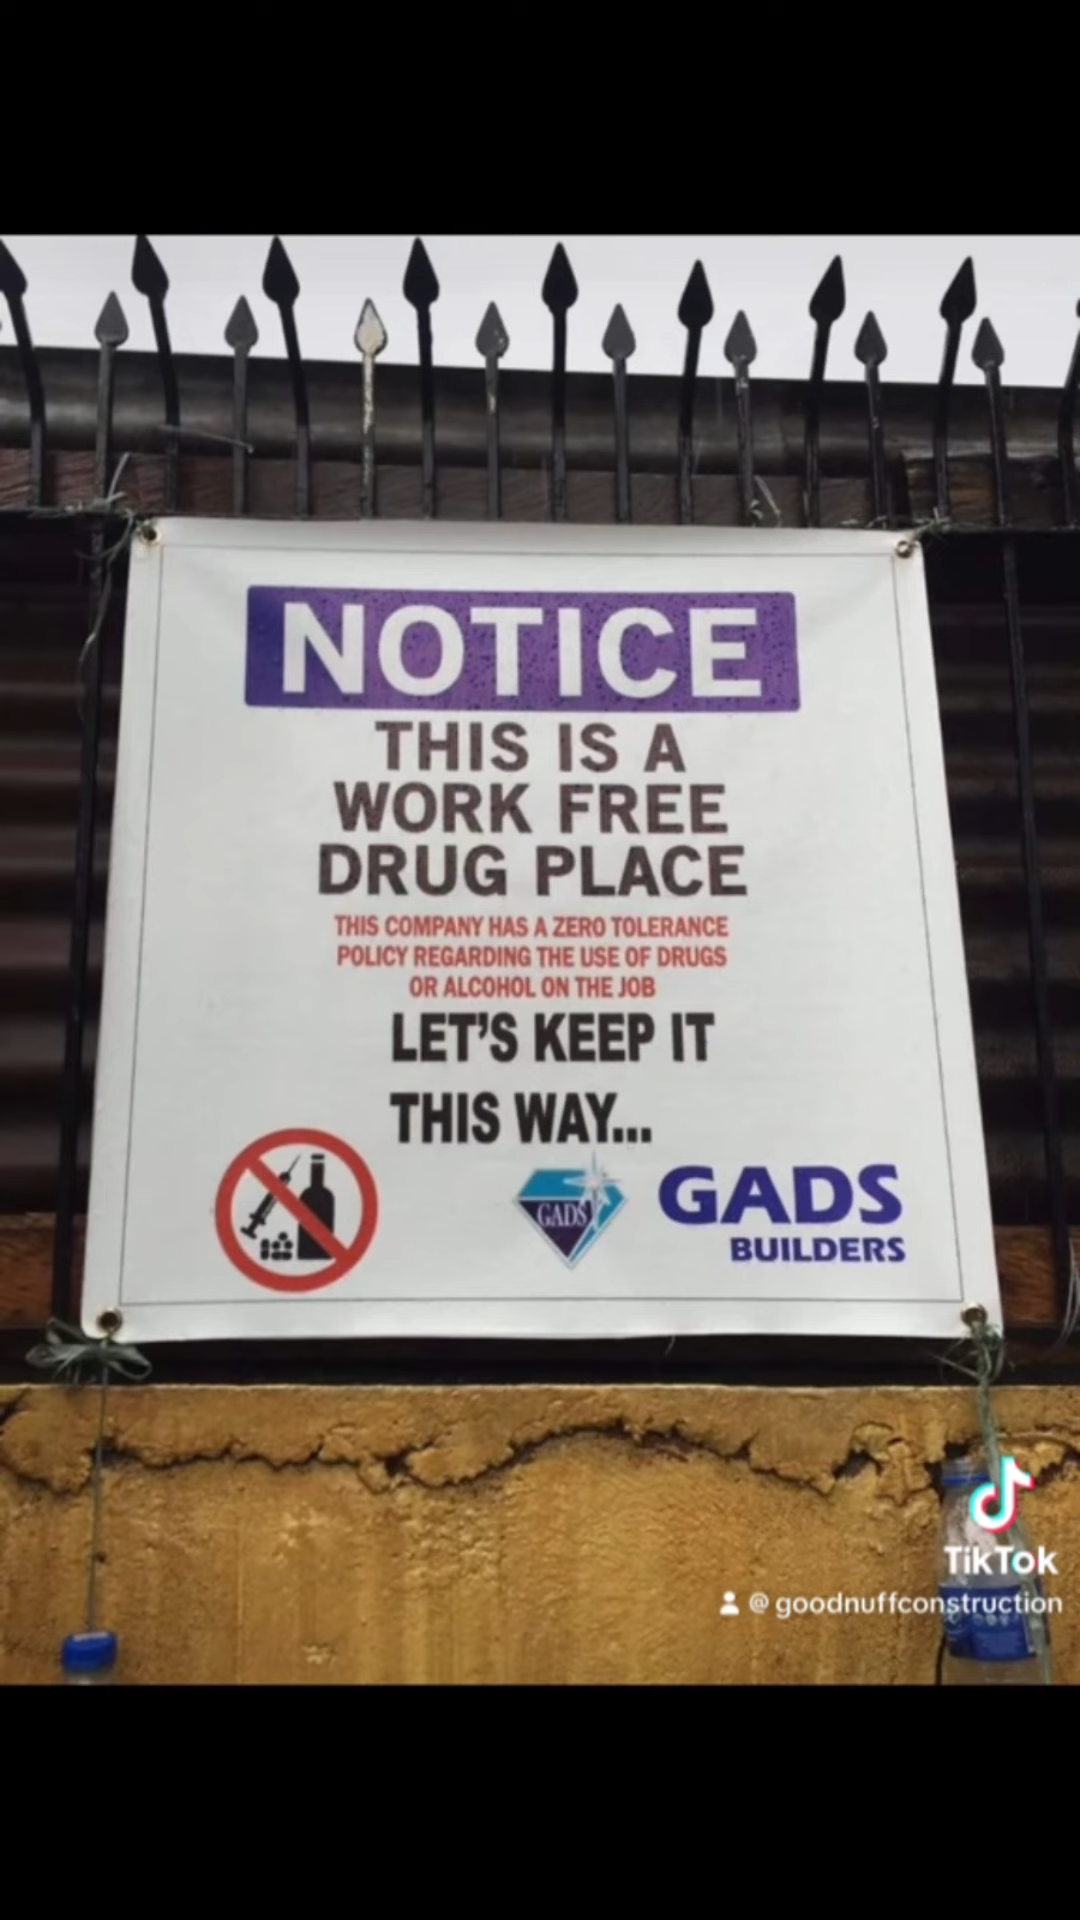 NOTICE
THIS IS A
WORK FREE
DRUG PLACE
THIS COMPANY HAS A ZERO TOLERANCE
POLICY REGARDING THE USE OF DRUGS
OR ALCOHOL ON THE JOB
LET'S KEEP IT
THIS WAY...
GADS
GADS
BUILDERS
TikTok
@goodnuffconstruction